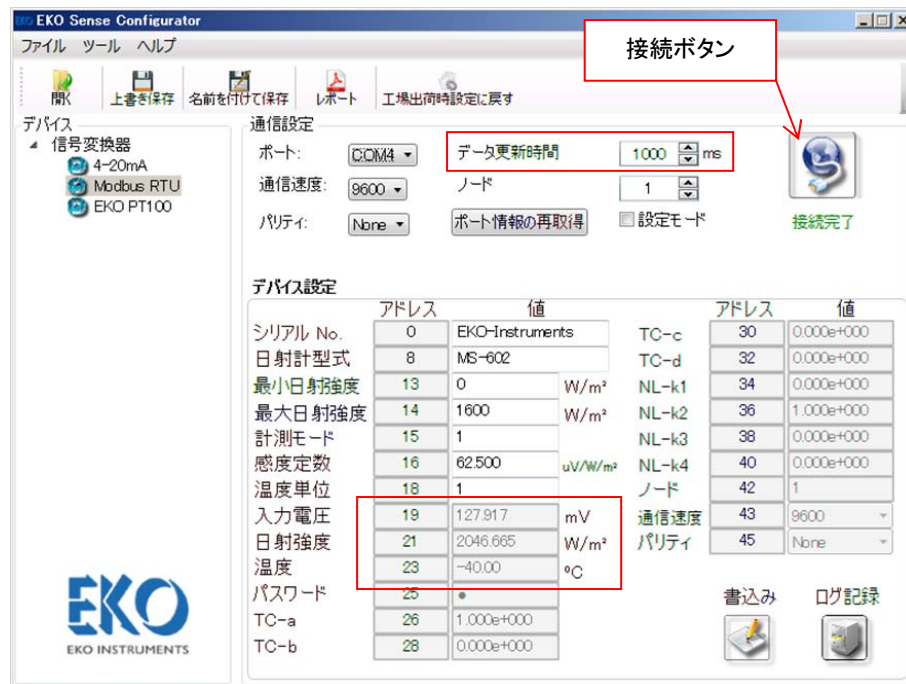 EKO Sense Configurator
ファイル ツール ヘルプ
接続ボタン
開く 上書き保存 名前を付けて保存 レポート 工場出荷時設定に戻す
デバイス
信号変換器
4-20mA
Modbus RTU
EKO PT100
通信設定
ポート: COM4 データ更新時間 1000 ms
通信速度: 9600 ノード 1
パリティ: None ポート情報の再取得 設定モード
接続完了
デバイス設定
アドレス 値 アドレス 値
シリアル No. 0 EKO-Instruments TC-c 30 0.000e+000
日射計型式 8 MS-602 TC-d 32 0.000e+000
最小日射強度 13 0 W/m² NL-k1 34 0.000e+000
最大日射強度 14 1600 W/m² NL-k2 36 1.000e+000
計測モード 15 1 NL-k3 38 0.000e+000
感度定数 16 62.500 uV/W/m² NL-k4 40 0.000e+000
温度単位 18 1 ノード 42 1
入力電圧 19 127.917 mV 通信速度 43 9600
日射強度 21 2046.665 W/m² パリティ 45 None
温度 23 -40.00 ºC
パスワード 25 ●
TC-a 26 1.000e+000
TC-b 28 0.000e+000
書込み ログ記録
EKO
EKO INSTRUMENTS